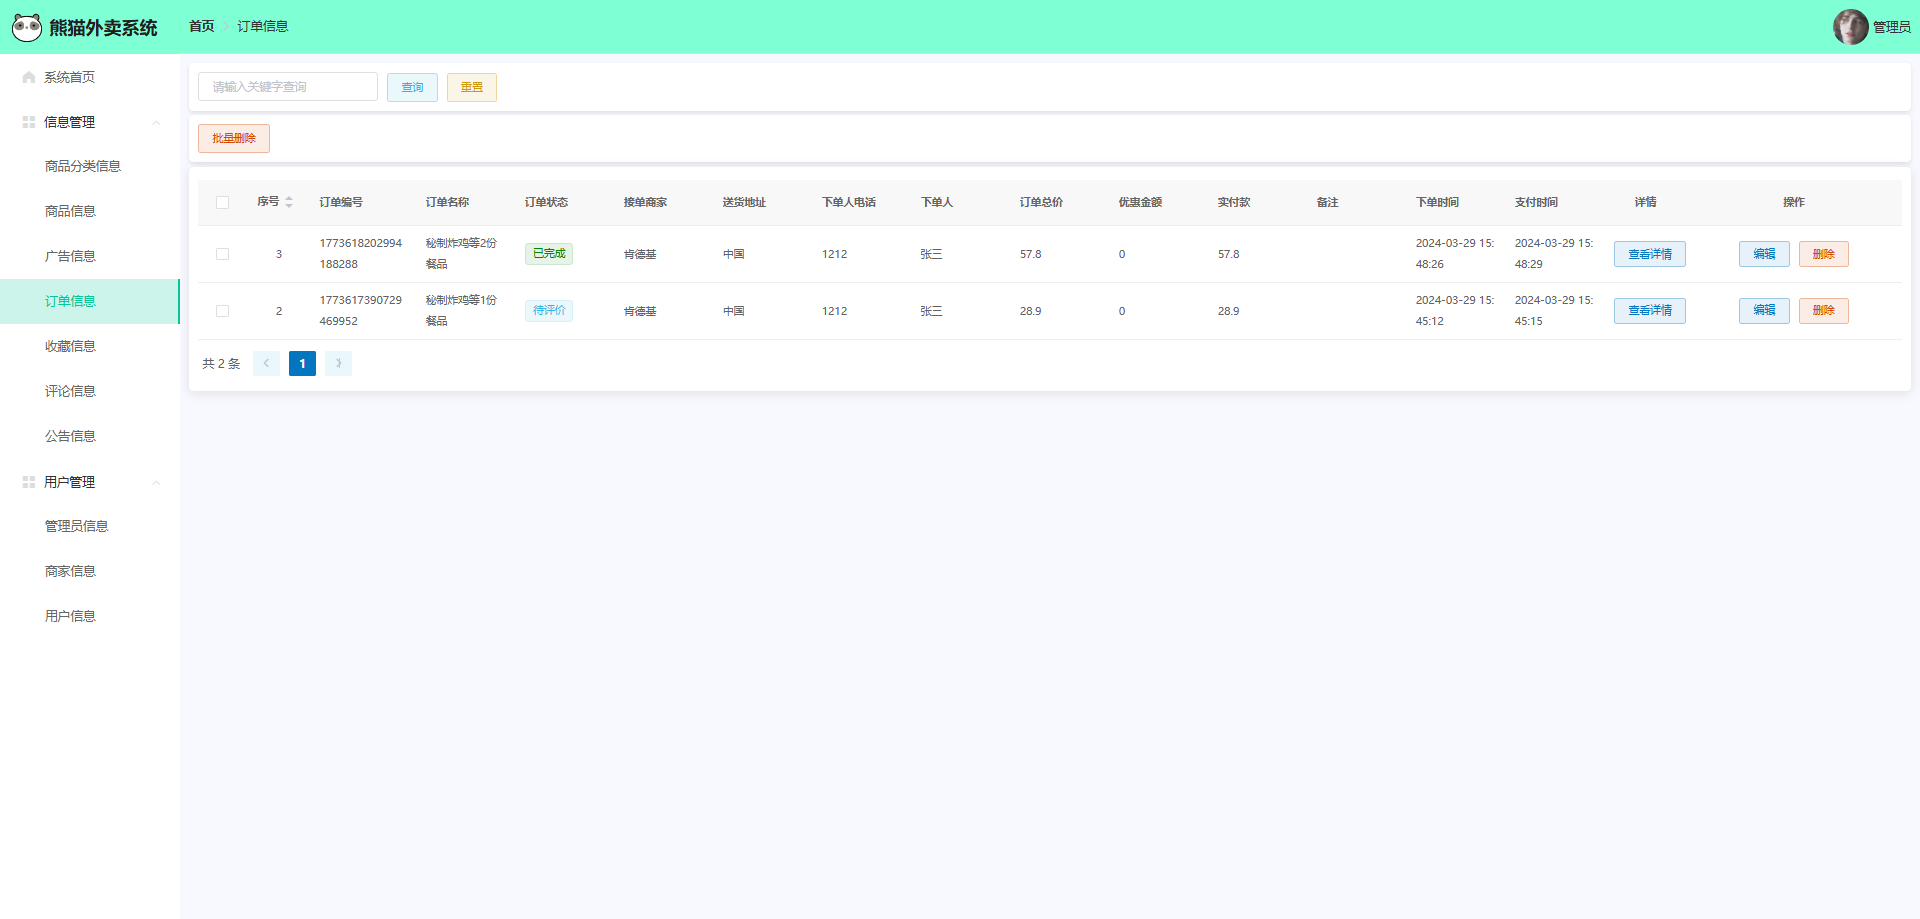 熊猫外卖系统
首页 订单信息
管理员
系统首页
信息管理
商品分类信息
商品信息
广告信息
订单信息
收藏信息
评论信息
公告信息
用户管理
管理员信息
商家信息
用户信息
请输入关键字查询 查询 重置
批量删除
序号 订单编号 订单名称 订单状态 接单商家 送货地址 下单人电话 下单人 订单总价 优惠金额 实付款 备注 下单时间 支付时间 详情 操作
3 1773618202994 秘制炸鸡等2份 已完成 肯德基 中国 1212 张三 57.8 0 57.8 2024-03-29 15: 2024-03-29 15: 查看详情 编辑 删除
188288 餐品 48:26 48:29
2 1773617390729 秘制炸鸡等1份 待评价 肯德基 中国 1212 张三 28.9 0 28.9 2024-03-29 15: 2024-03-29 15: 查看详情 编辑 删除
469952 餐品 45:12 45:15
共 2 条 1